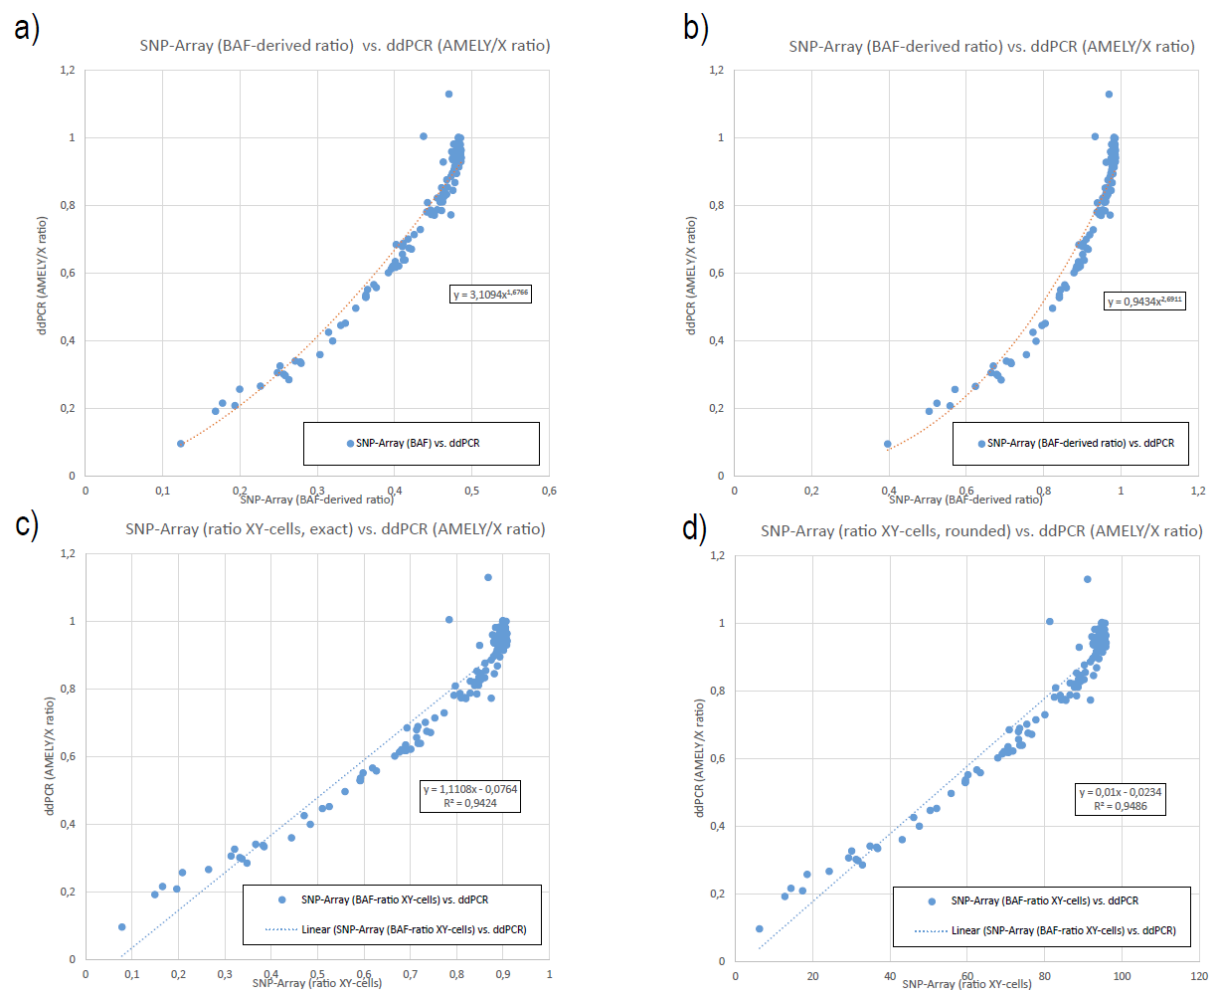 a)
SNP-Array (BAF-derived ratio) vs. ddPCR (AMELY/X ratio)
1,2
1
0,8
0,6
0,4
0,2
0
ddPCR (AMELY/X ratio)
y = 3,1094x^1,6766
SNP-Array (BAF) vs. ddPCR
0
0,1
0,2
0,3
0,4
0,5
0,6
SNP-Array (BAF-derived ratio)
b)
SNP-Array (BAF-derived ratio) vs. ddPCR (AMELY/X ratio)
1,2
1
0,8
0,6
0,4
0,2
0
ddPCR (AMELY/X ratio)
y = 0,9434x^2,6911
SNP-Array (BAF-derived ratio) vs. ddPCR
0
0,2
0,4
0,6
0,8
1
1,2
SNP-Array (BAF-derived ratio)
c)
SNP-Array (ratio XY-cells, exact) vs. ddPCR (AMELY/X ratio)
1,2
1
0,8
0,6
0,4
0,2
0
ddPCR (AMELY/X ratio)
y = 1,1108x - 0,0764
R² = 0,9424
SNP-Array (BAF-ratio XY-cells) vs. ddPCR
Linear (SNP-Array (BAF-ratio XY-cells) vs. ddPCR)
0
0,1
0,2
0,3
0,4
0,5
0,6
0,7
0,8
0,9
1
SNP-Array (ratio XY-cells)
d)
SNP-Array (ratio XY-cells, rounded) vs. ddPCR (AMELY/X ratio)
1,2
1
0,8
0,6
0,4
0,2
0
ddPCR (AMELY/X ratio)
y = 0,01x - 0,0234
R² = 0,9486
SNP-Array (BAF-ratio XY-cells) vs. ddPCR
Linear (SNP-Array (BAF-ratio XY-cells) vs. ddPCR)
0
20
40
60
80
100
120
SNP-Array (ratio XY-cells)